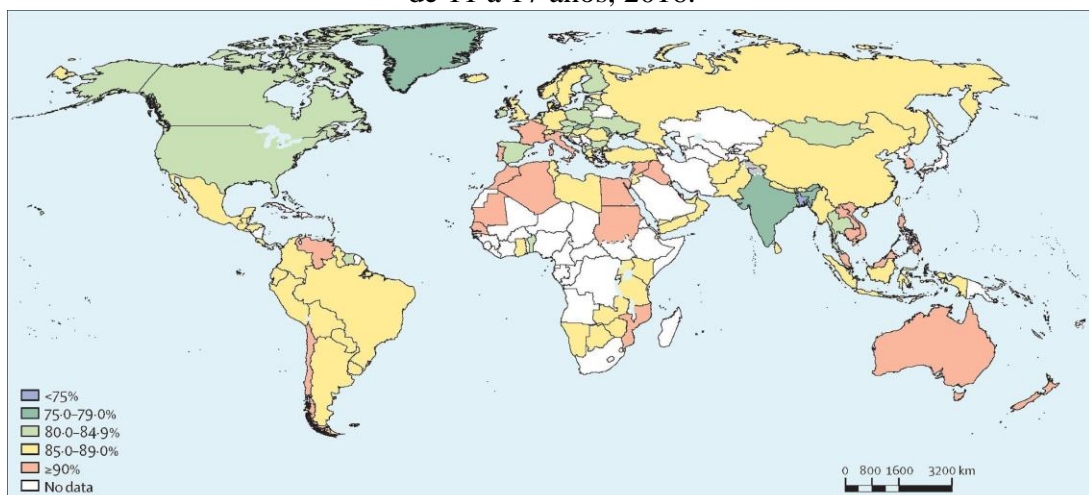 de 11 a 17 años, 2016.
<75%
75·0–79·0%
80·0–84·9%
85·0–89·0%
≥90%
No data
0 800 1600 3200 km